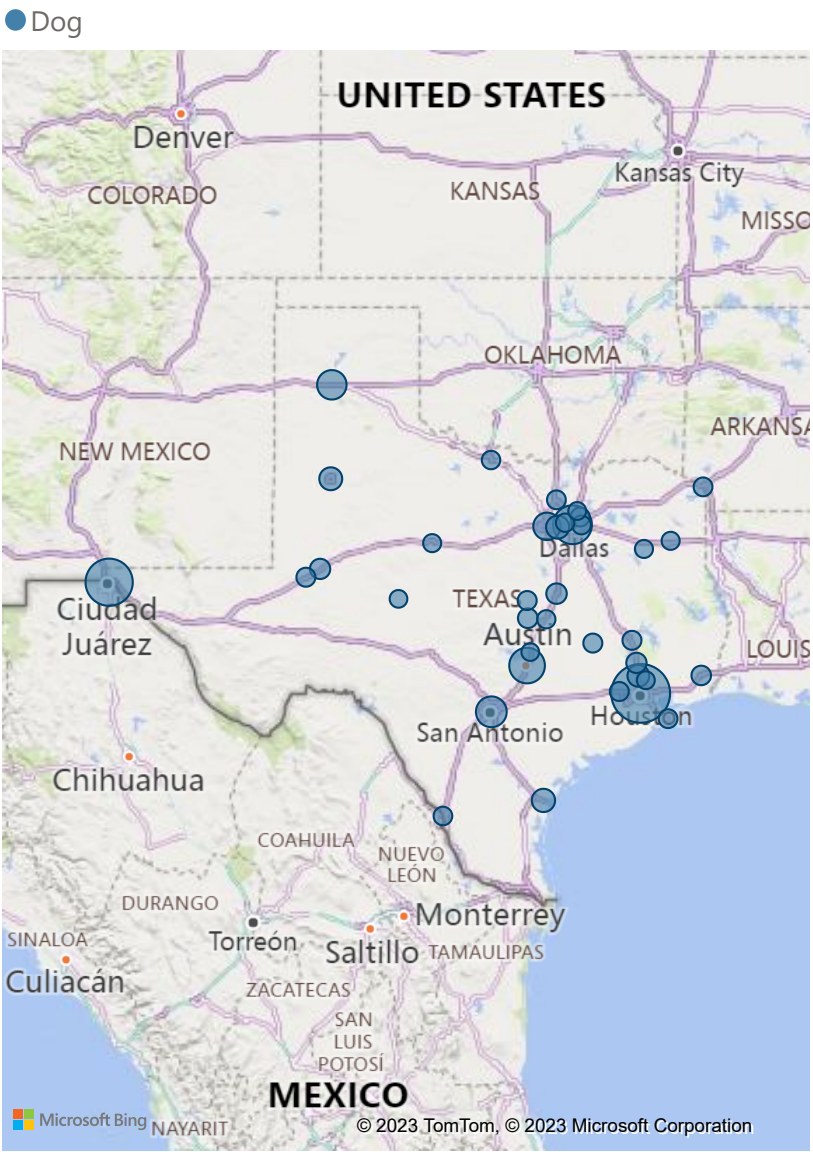 Dog
UNITED STATES
Denver
Kansas City
COLORADO
KANSAS
MISSO
OKLAHOMA
ARKANSA
NEW MEXICO
Dallas
TEXAS
Ciudad
Juárez
Austin
LOUIS
Houston
San Antonio
Chihuahua
COAHUILA
NUEVO
LEÓN
DURANGO
Monterrey
SINALOA
Torreón
Saltillo
TAMAULIPAS
Culiacán
ZACATECAS
SAN
LUIS
POTOSÍ
MEXICO
Microsoft Bing
NAYARIT
© 2023 TomTom, © 2023 Microsoft Corporation